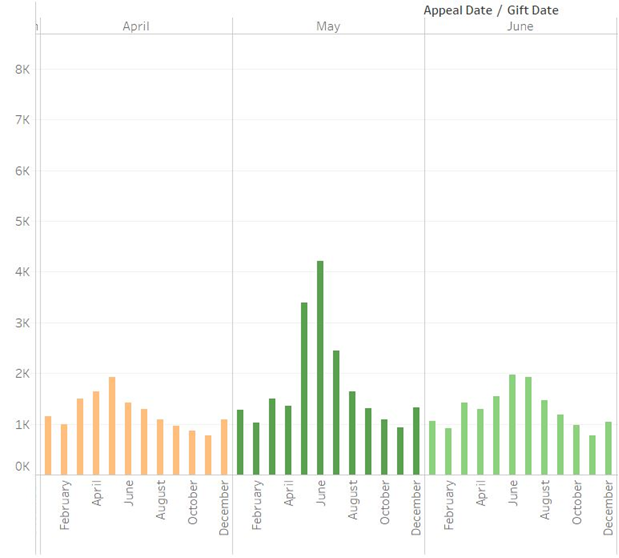 Appeal Date / Gift Date
April May June
8K
7K
6K
5K
4K
3K
2K
1K
0K
February April June August October December February April June August October December February April June August October December